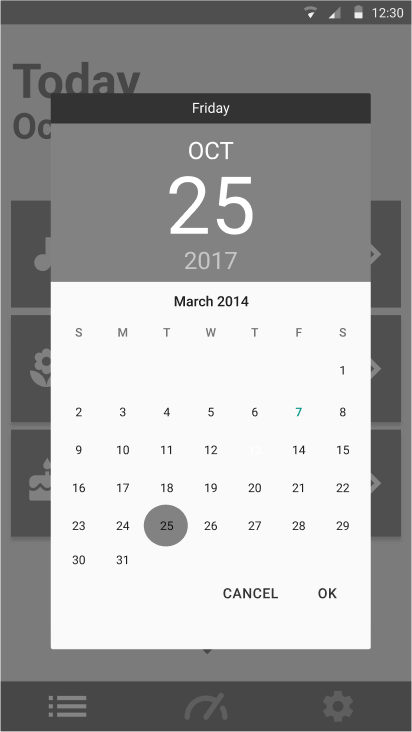 12:30
Today
Oc
Friday
OCT
25
2017
March 2014
S M T W T F S
1
2 3 4 5 6 7 8
9 10 11 12 13 14 15
16 17 18 19 20 21 22
23 24 25 26 27 28 29
30 31
CANCEL OK